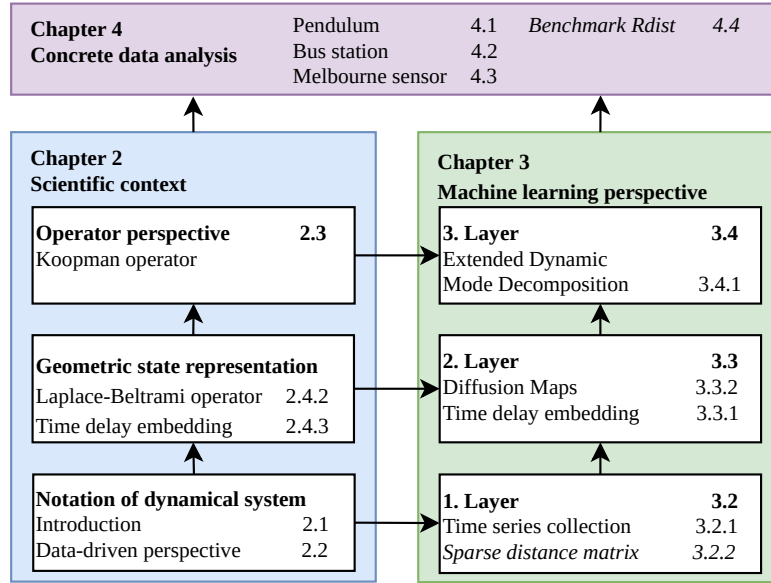 Chapter 4
Concrete data analysis
Pendulum 4.1
Bus station 4.2
Melbourne sensor 4.3
Benchmark Rdist 4.4
Chapter 2
Scientific context
Operator perspective 2.3
Koopman operator
Geometric state representation
Laplace-Beltrami operator 2.4.2
Time delay embedding 2.4.3
Notation of dynamical system
Introduction 2.1
Data-driven perspective 2.2
Chapter 3
Machine learning perspective
3. Layer 3.4
Extended Dynamic
Mode Decomposition 3.4.1
2. Layer 3.3
Diffusion Maps 3.3.2
Time delay embedding 3.3.1
1. Layer 3.2
Time series collection 3.2.1
Sparse distance matrix 3.2.2